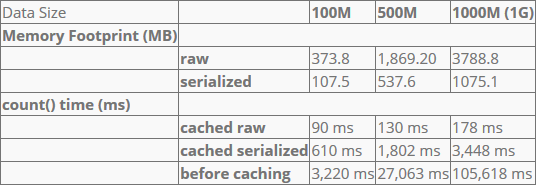 Data Size 100M 500M 1000M (1G)
Memory Footprint (MB)
raw 373.8 1,869.20 3788.8
serialized 107.5 537.6 1075.1
count() time (ms)
cached raw 90 ms 130 ms 178 ms
cached serialized 610 ms 1,802 ms 3,448 ms
before caching 3,220 ms 27,063 ms 105,618 ms